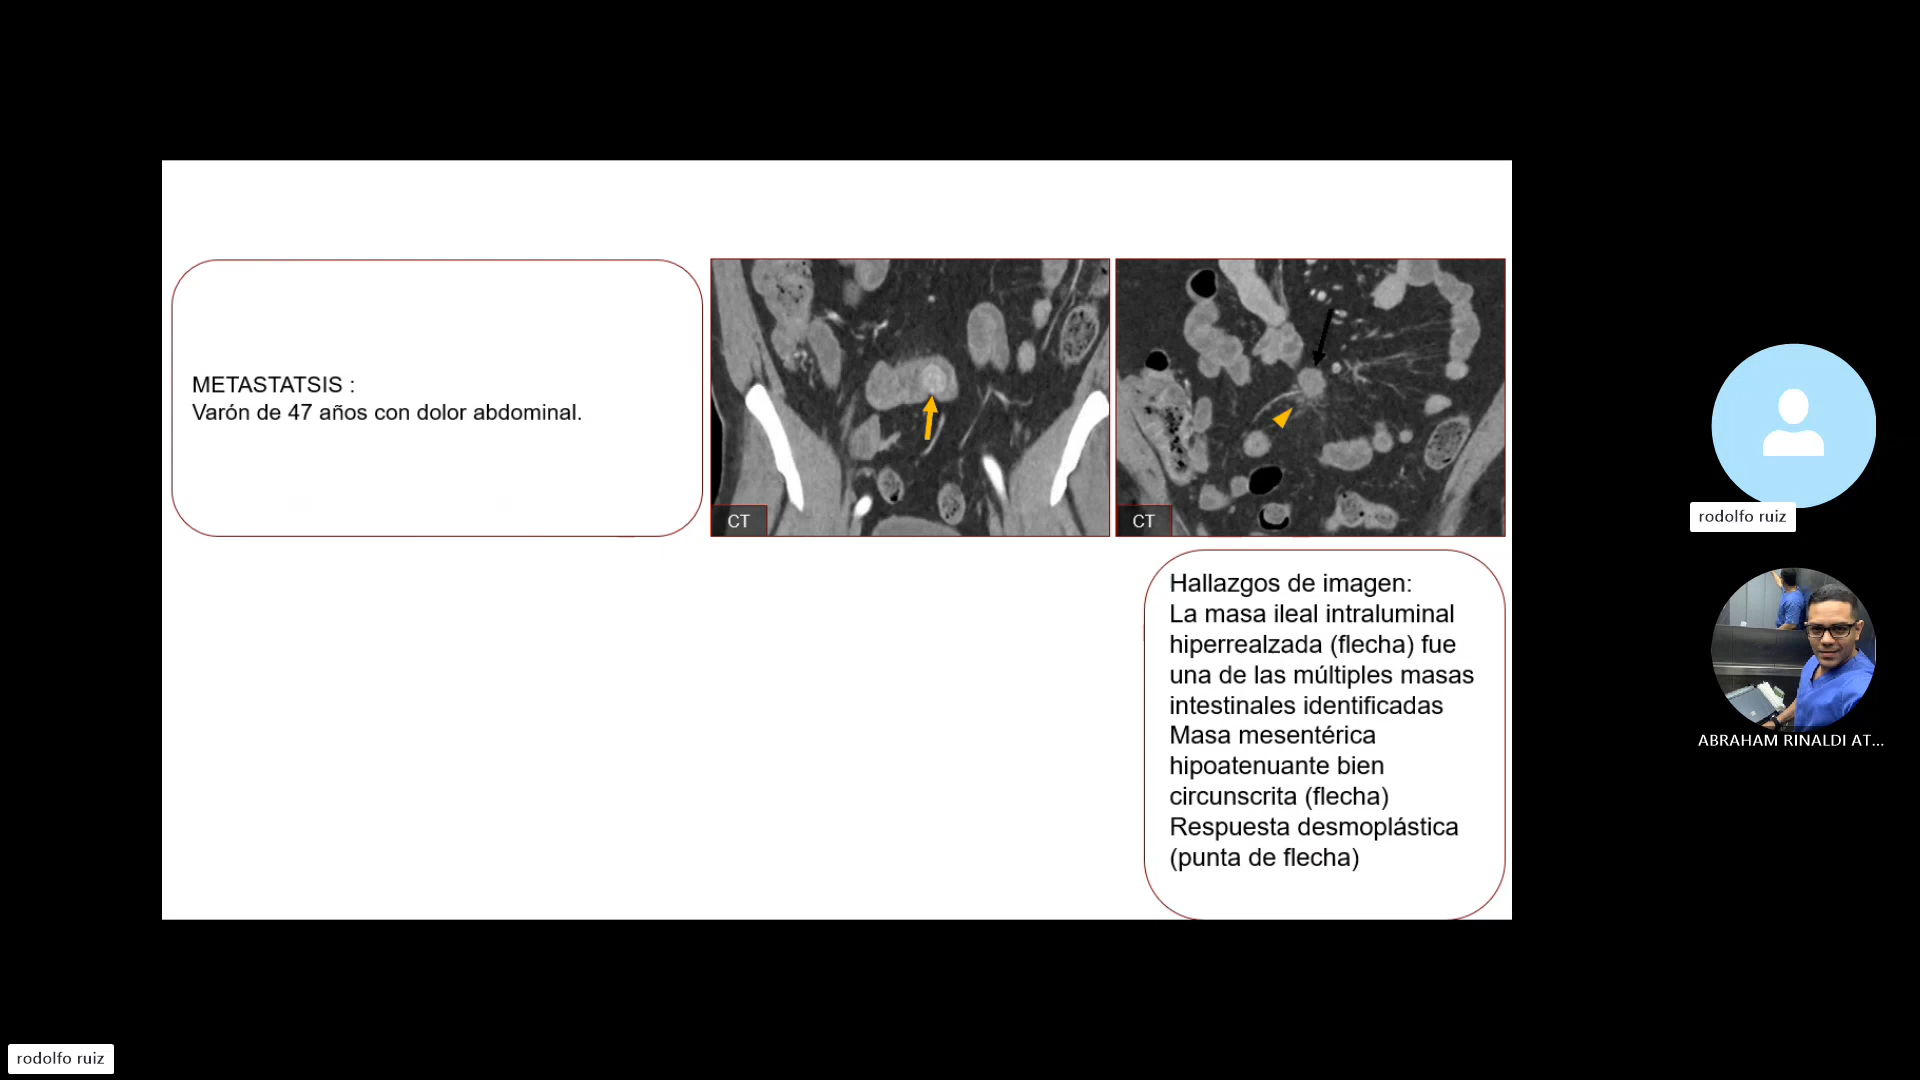 METASTATSIS :
Varón de 47 años con dolor abdominal.
CT
CT
Hallazgos de imagen:
La masa ileal intraluminal
hiperrealzada (flecha) fue
una de las múltiples masas
intestinales identificadas
Masa mesentérica
hipoatenuante bien
circunscrita (flecha)
Respuesta desmoplástica
(punta de flecha)
rodolfo ruiz
ABRAHAM RINALDI AT...
rodolfo ruiz